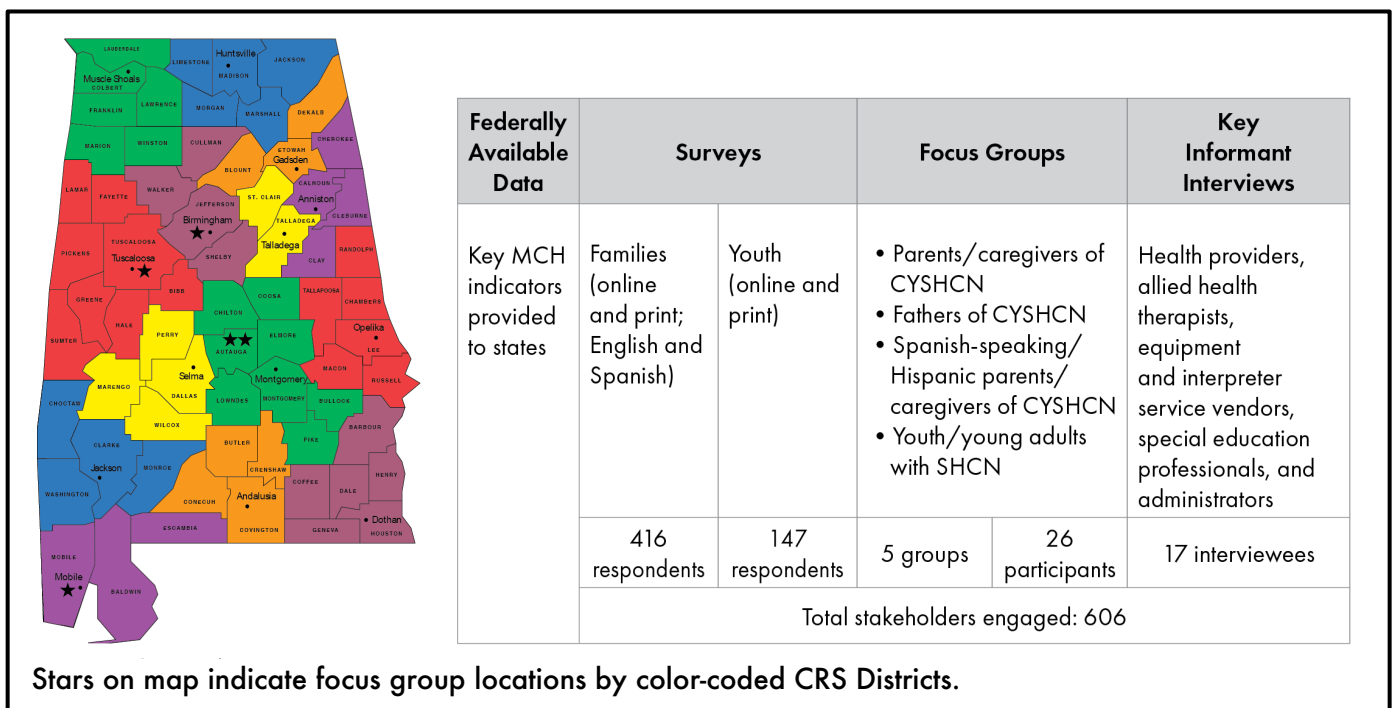 LAUDERDALE
Muscle Shoals
COLBERT
FRANKLIN
LAWRENCE
MARION
WINSTON
LIMESTONE
Huntsville
MADISON
JACKSON
MORGAN
MARSHALL
DEKALB
CHEROKEE
CULLMAN
BLOUNT
ETOWAH
Gadsden
WALKER
JEFFERSON
Birmingham
SHELBY
ST. CLAIR
TALLADEGA
Talladega
CALHOUN
Anniston
CLEBURNE
CLAY
RANDOLPH
LAMAR
FAYETTE
PICKENS
TUSCALOOSA
Tuscaloosa
BIBB
GREENE
HALE
SUMTER
COOSA
CHILTON
TALLAPOOSA
CHAMBERS
ELMORE
AUTAUGA
Opelika
LEE
MACON
RUSSELL
PERRY
Selma
DALLAS
MARENGO
WILCOX
Montgomery
MONTGOMERY
LOWNDES
BULLOCK
PIKE
BARBOUR
CHOCTAW
CLARKE
Jackson
MONROE
WASHINGTON
BUTLER
CRENSHAW
CONECUH
Andalusia
COVINGTON
COFFEE
DALE
HENRY
GENEVA
Dothan
HOUSTON
ESCAMBIA
MOBILE
Mobile
BALDWIN
Federally
Available
Data
Surveys
Focus Groups
Key
Informant
Interviews
Key MCH
indicators
provided
to states
Families
(online
and print;
English and
Spanish)
Youth
(online and
print)
• Parents/caregivers of
CYSHCN
• Fathers of CYSHCN
• Spanish-speaking/
Hispanic parents/
caregivers of CYSHCN
• Youth/young adults
with SHCN
Health providers,
allied health
therapists,
equipment
and interpreter
service vendors,
special education
professionals, and
administrators
416
respondents
147
respondents
5 groups
26
participants
17 interviewees
Total stakeholders engaged: 606
Stars on map indicate focus group locations by color-coded CRS Districts.